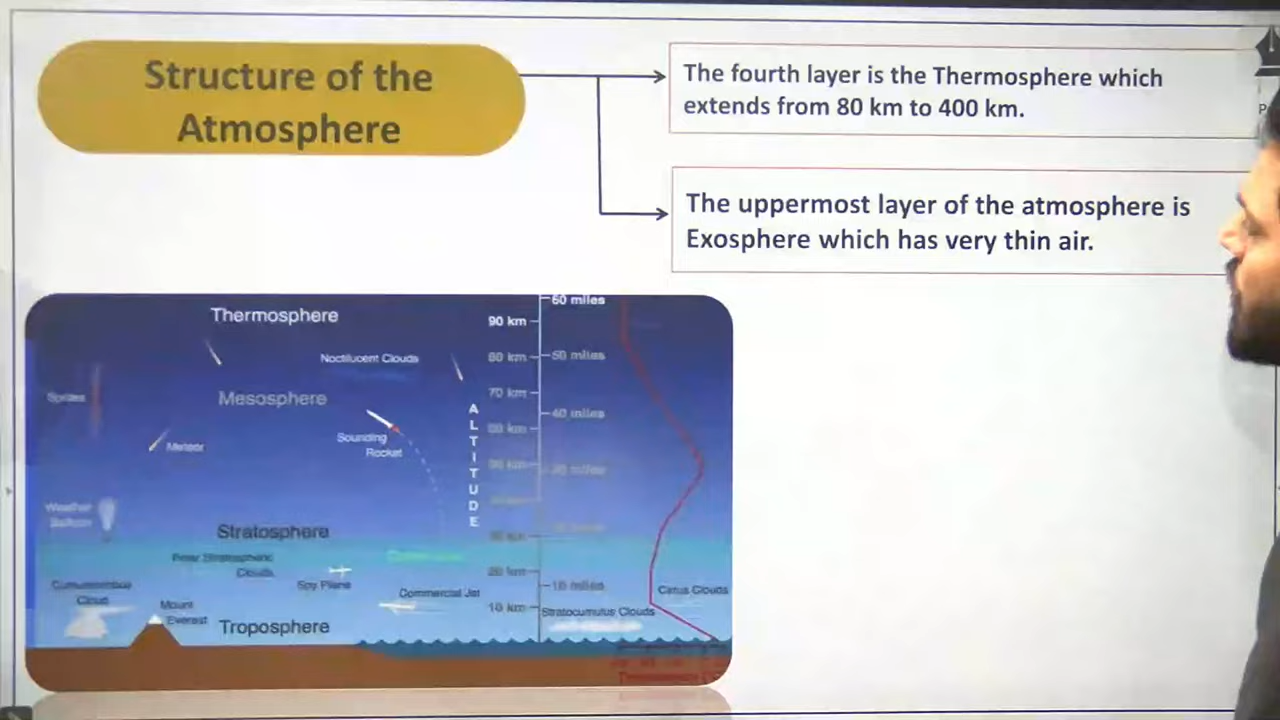 Structure of the
Atmosphere
The fourth layer is the Thermosphere which
extends from 80 km to 400 km.
The uppermost layer of the atmosphere is
Exosphere which has very thin air.
60 miles
Thermosphere
90 km
Noctilucent Clouds
80 km
50 miles
70 km
Sprites
Mesosphere
40 miles
ALTITUDE
60 km
Sounding
Rocket
Meteor
Weather
Balloon
Stratosphere
Polar Stratospheric
Clouds
20 km
Spy Plane
10 miles
Cumulonimbus
Cloud
Commercial Jet
Cirrus Clouds
Mount
Everest
10 km
Stratocumulus Clouds
Troposphere